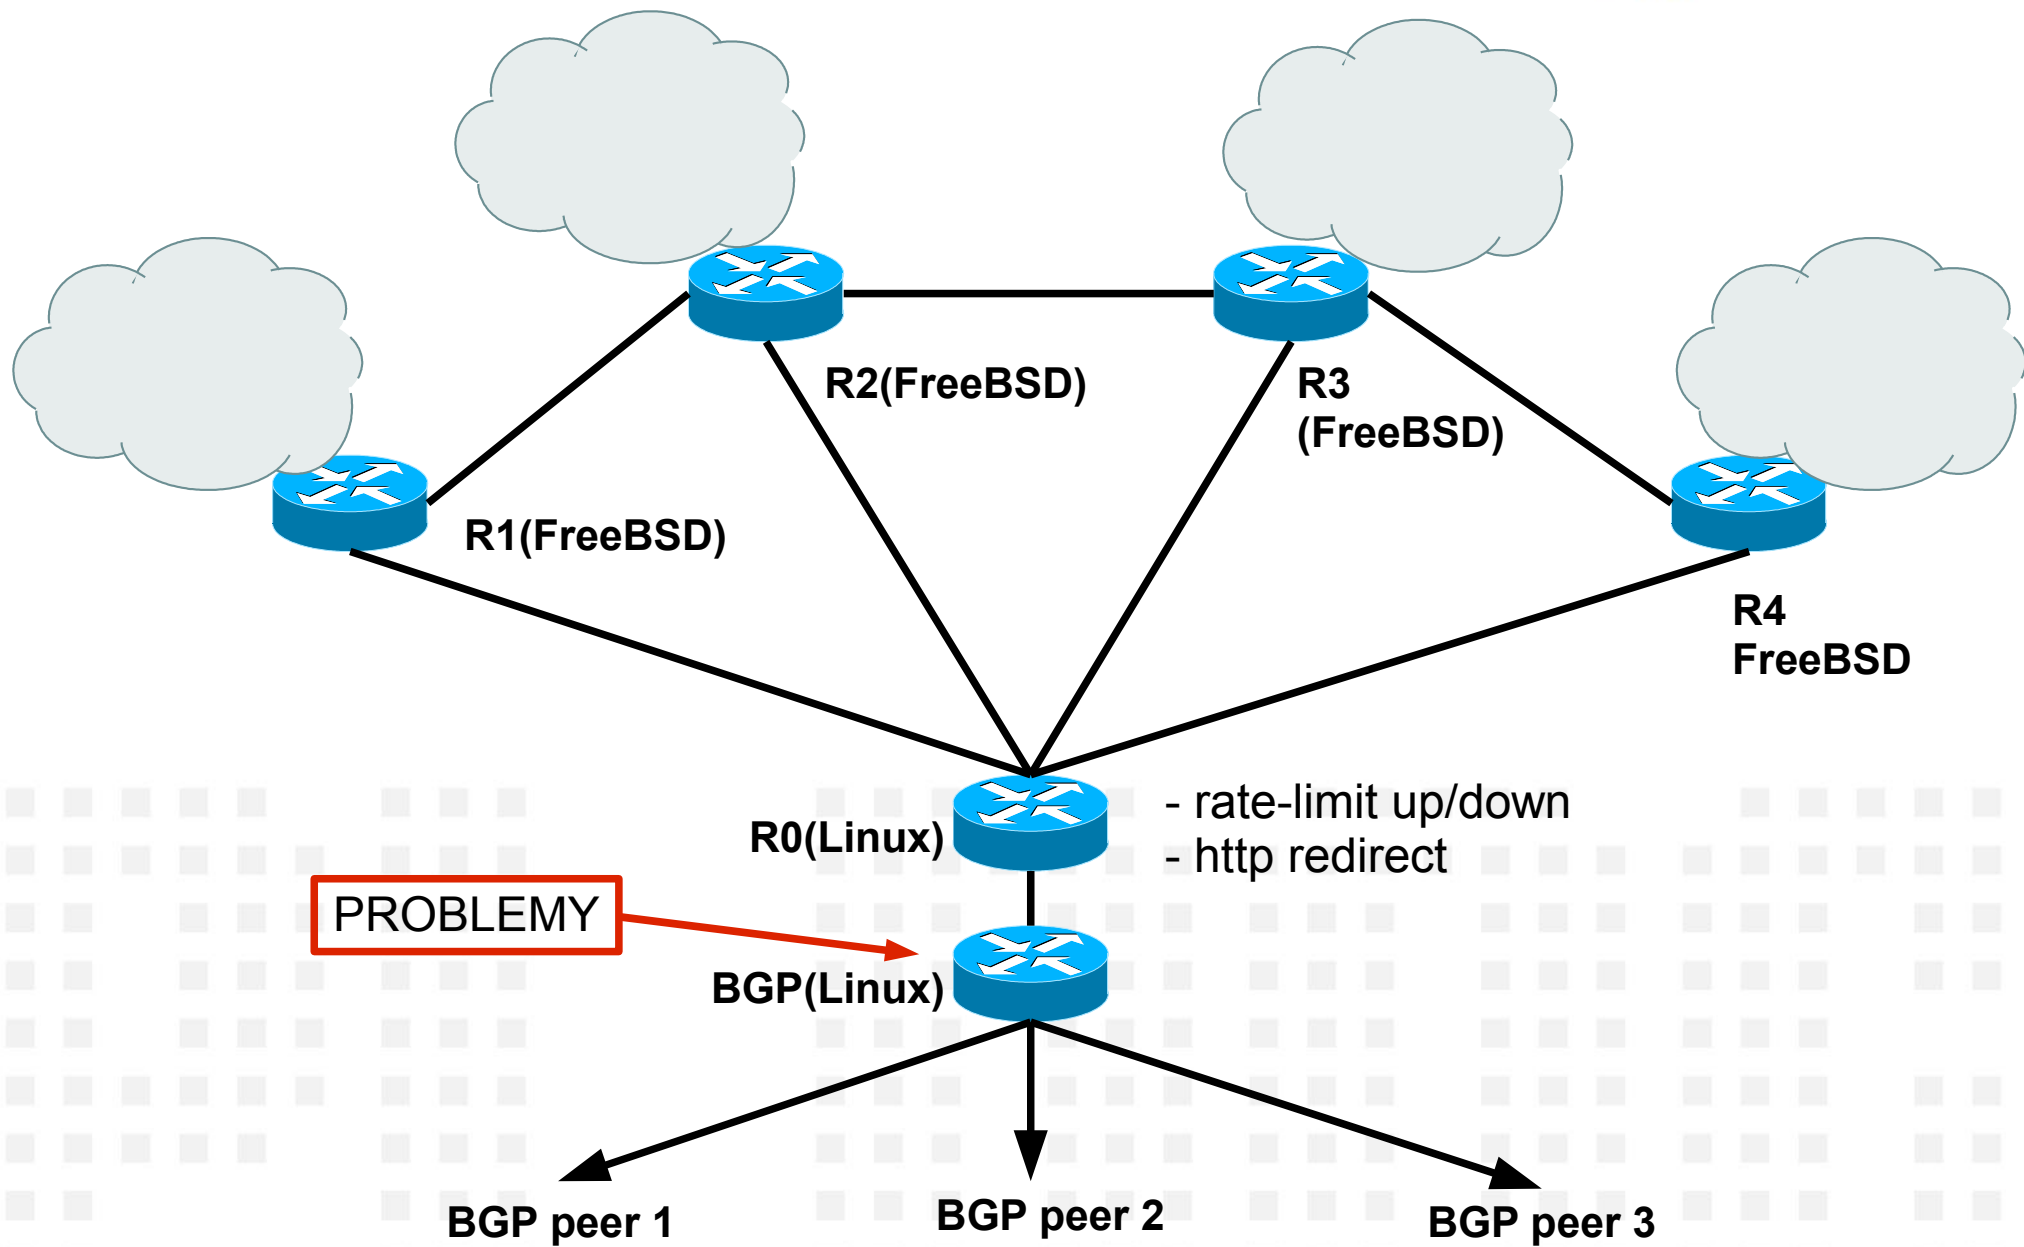 R2(FreeBSD)
R3
(FreeBSD)
R1(FreeBSD)
R4
FreeBSD
R0(Linux)
- rate-limit up/down
- http redirect
PROBLEMY
BGP(Linux)
BGP peer 1
BGP peer 2
BGP peer 3